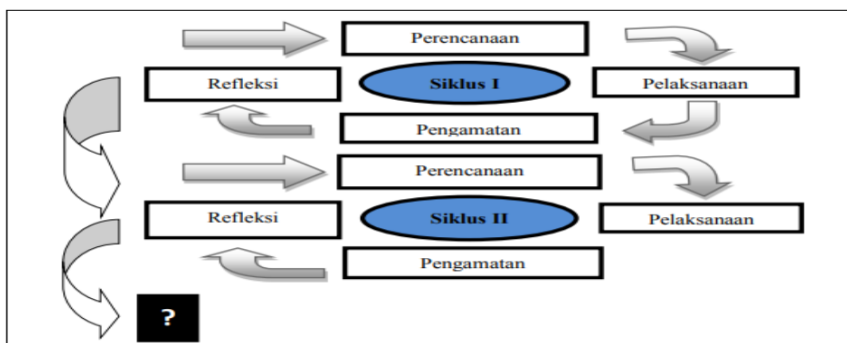 Perencanaan
Refleksi
Siklus I
Pelaksanaan
Pengamatan
Perencanaan
Refleksi
Siklus II
Pelaksanaan
Pengamatan
?